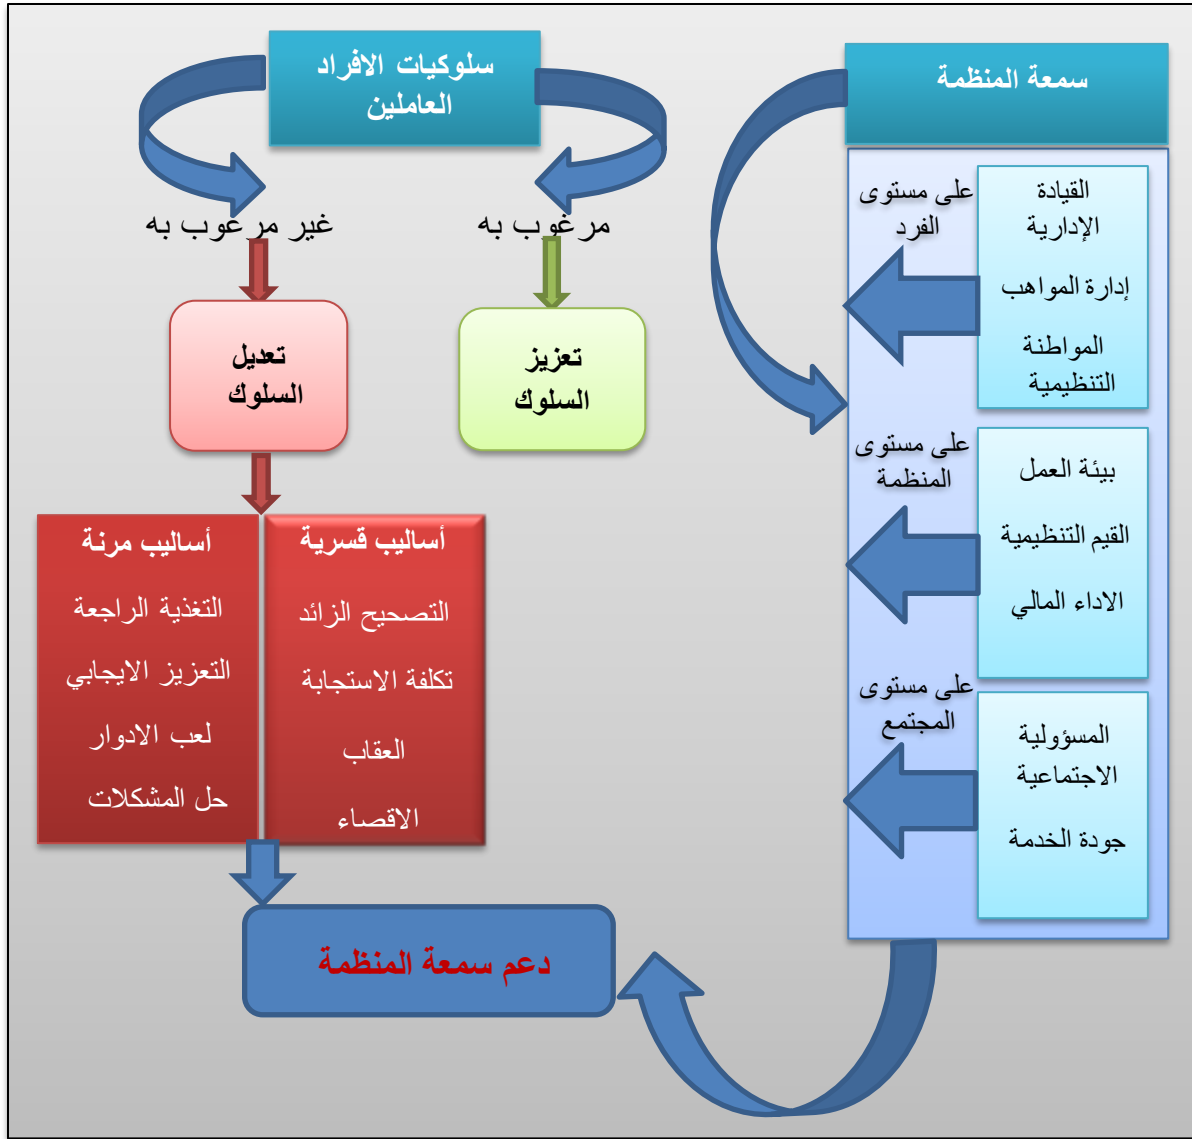 سمعة المنظمة
على مستوى
الفرد
القيادة
الإدارية
إدارة المواهب
المواطنة
التنظيمية
على مستوى
المنظمة
بيئة العمل
القيم التنظيمية
الاداء المالي
على مستوى
المجتمع
المسؤولية
الاجتماعية
جودة الخدمة
سلوكيات الافراد
العاملين
مرغوب به
غير مرغوب به
تعزيز
السلوك
تعديل
السلوك
أساليب قسرية
التصحيح الزائد
تكلفة الاستجابة
العقاب
الاقصاء
أساليب مرنة
التغذية الراجعة
التعزيز الايجابي
لعب الادوار
حل المشكلات
دعم سمعة المنظمة